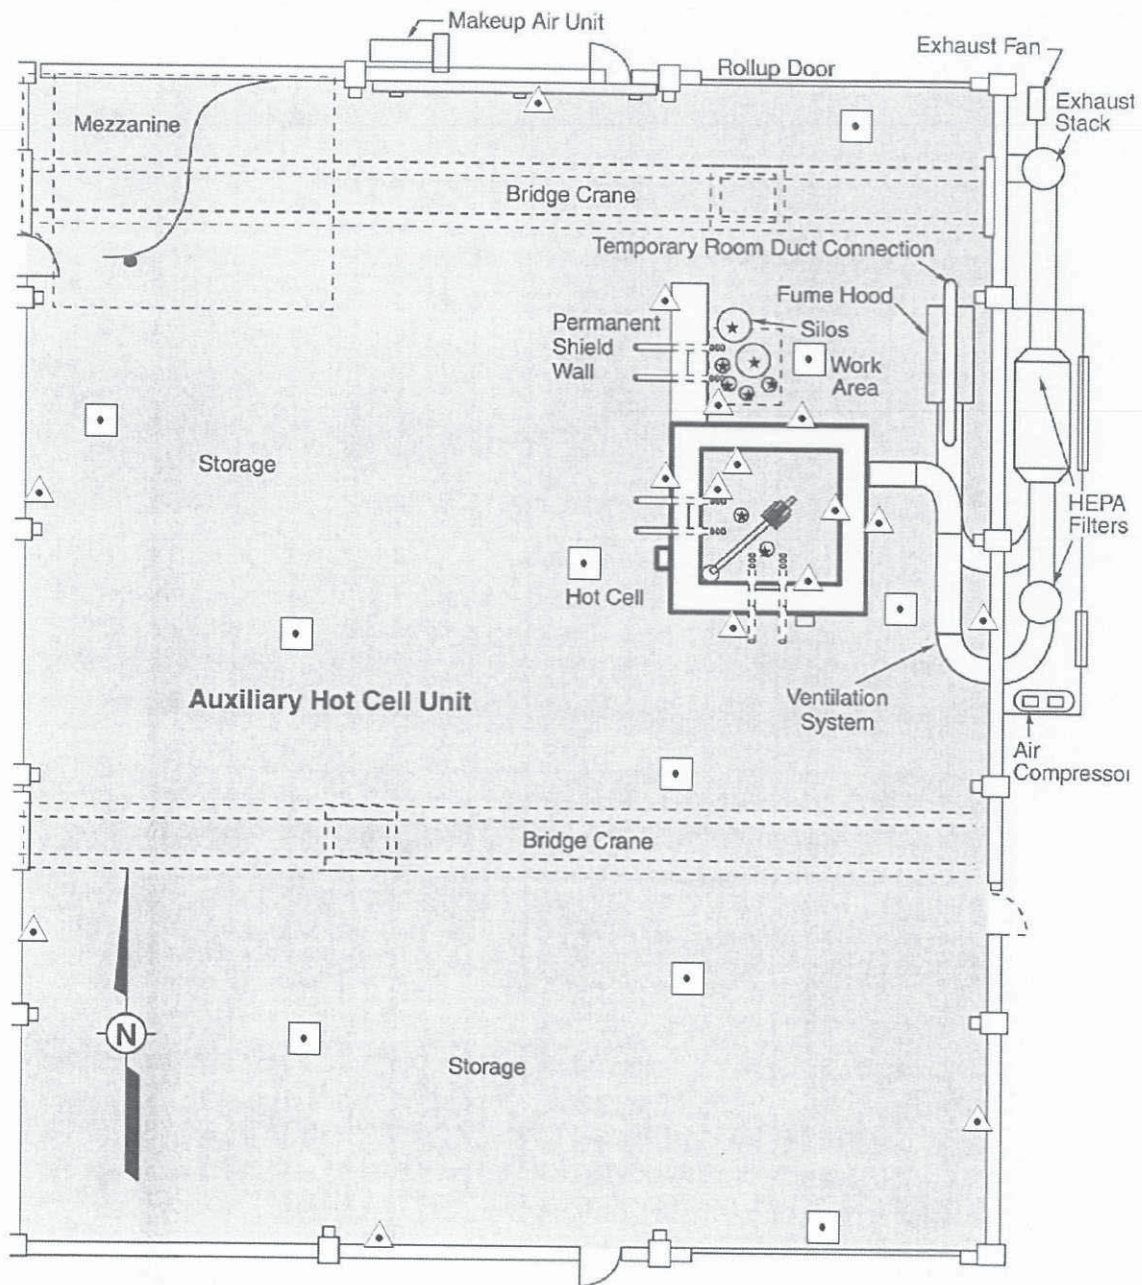 Makeup Air Unit
Exhaust Fan
Rollup Door
Exhaust
Stack
Mezzanine
Bridge Crane
Temporary Room Duct Connection
Fume Hood
Permanent
Shield
Wall
Silos
Work
Area
Storage
HEPA
Filters
Hot Cell
Auxiliary Hot Cell Unit
Ventilation
System
Air
Compressor
Bridge Crane
N
Storage